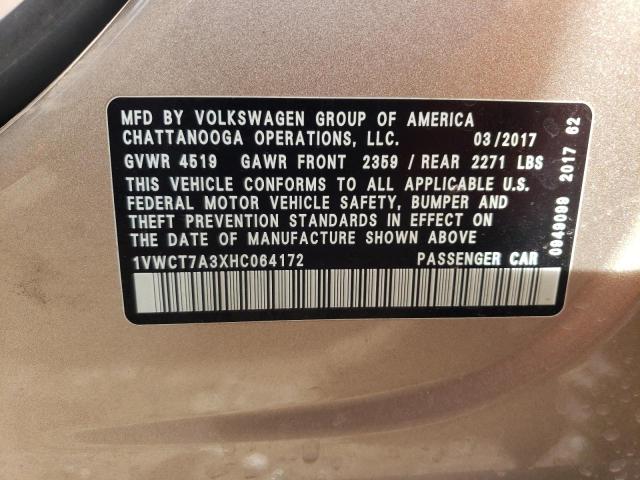 MFD BY VOLKSWAGEN GROUP OF AMERICA
CHATTANOOGA OPERATIONS, LLC. 03/2017
GVWR 4519 GAWR FRONT 2359 / REAR 2271 LBS
THIS VEHICLE CONFORMS TO ALL APPLICABLE U.S.
FEDERAL MOTOR VEHICLE SAFETY, BUMPER AND
THEFT PREVENTION STANDARDS IN EFFECT ON
THE DATE OF MANUFACTURE SHOWN ABOVE
1VWCT7A3XHC064172 PASSENGER CAR
0949099 2017 62